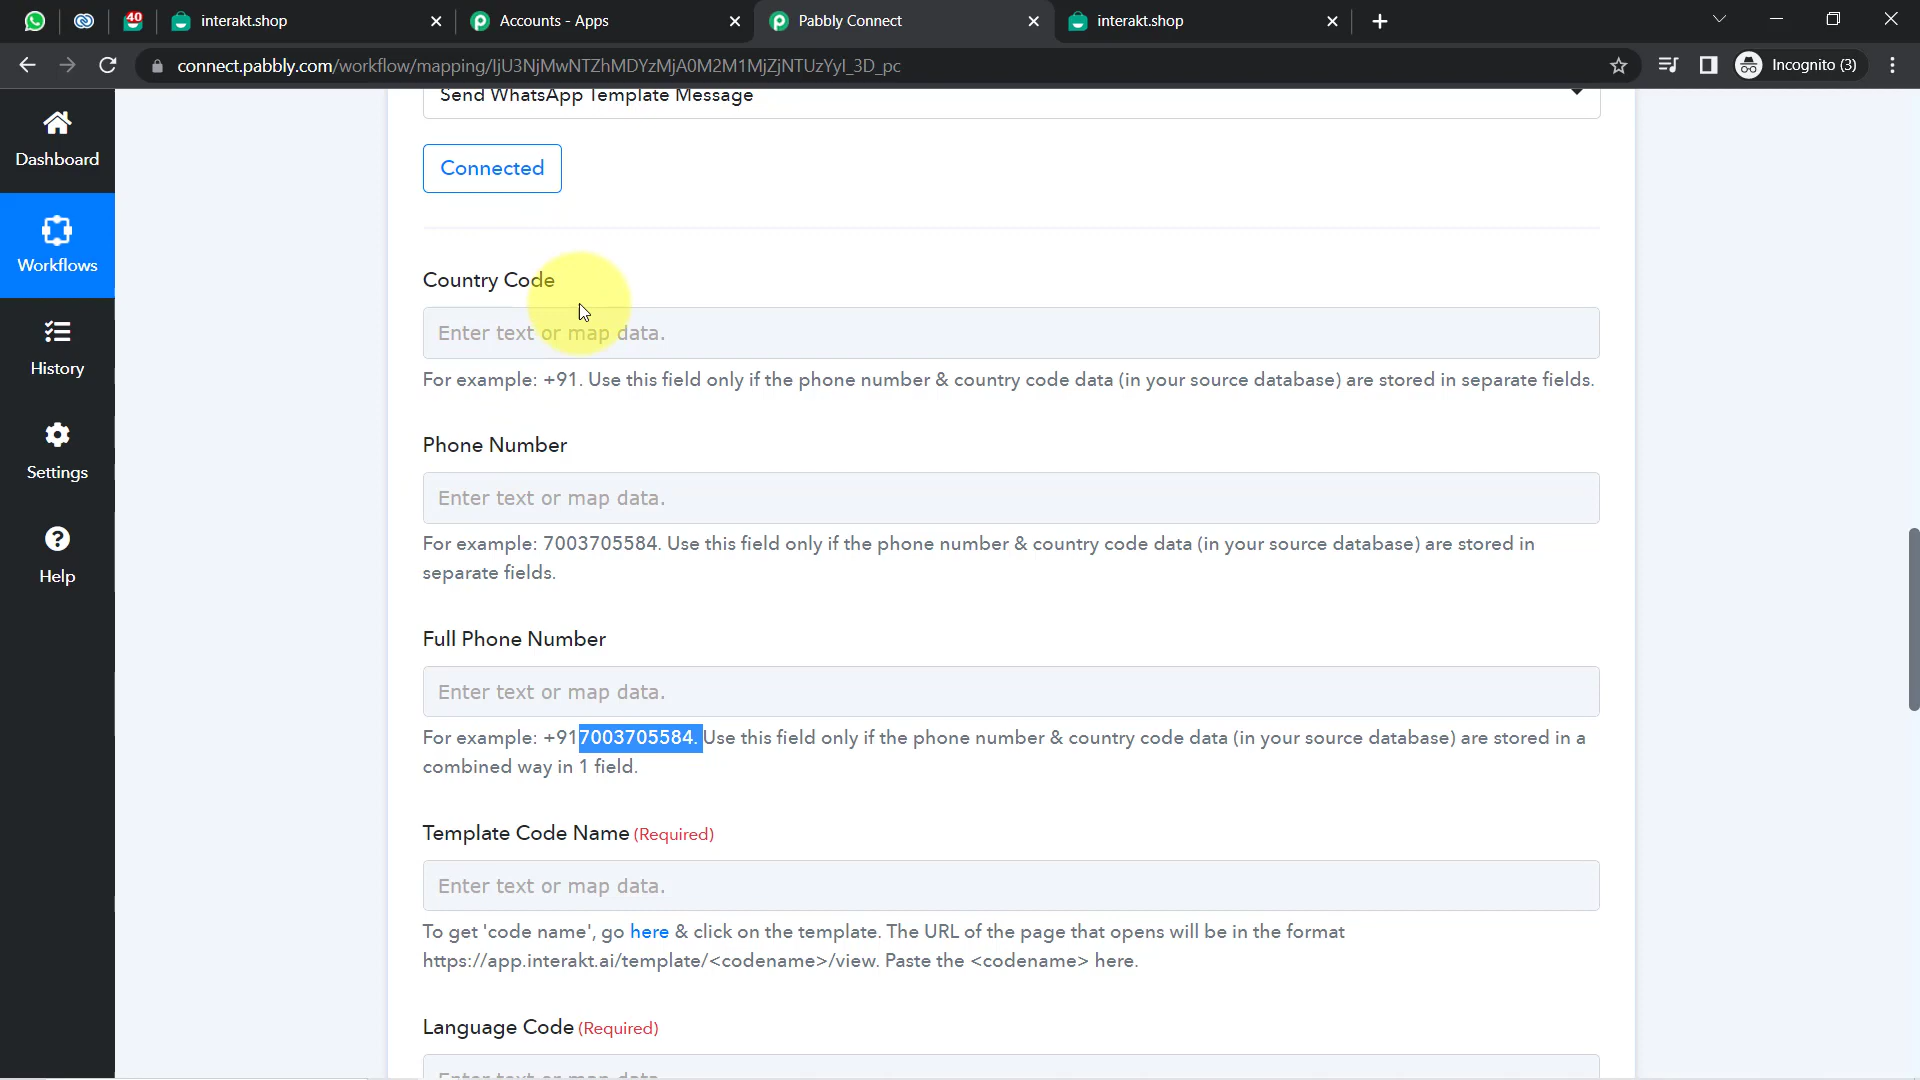 40
interakt.shop
Accounts - Apps
Pabbly Connect
interakt.shop
connect.pabbly.com/workflow/mapping/IjU3NjMwNTZhMDYzMjA0M2M1MjZjNTUzYyI_3D_pc
Incognito (3)
Dashboard
Workflows
History
Settings
Help
Send WhatsApp Template Message
Connected
Country Code
Enter text or map data.
For example: +91. Use this field only if the phone number & country code data (in your source database) are stored in separate fields.
Phone Number
Enter text or map data.
For example: 7003705584. Use this field only if the phone number & country code data (in your source database) are stored in
separate fields.
Full Phone Number
Enter text or map data.
For example: +917003705584. Use this field only if the phone number & country code data (in your source database) are stored in a
combined way in 1 field.
Template Code Name (Required)
Enter text or map data.
To get 'code name', go here & click on the template. The URL of the page that opens will be in the format
https://app.interakt.ai/template/<codename>/view. Paste the <codename> here.
Language Code (Required)
Enter text or map data.